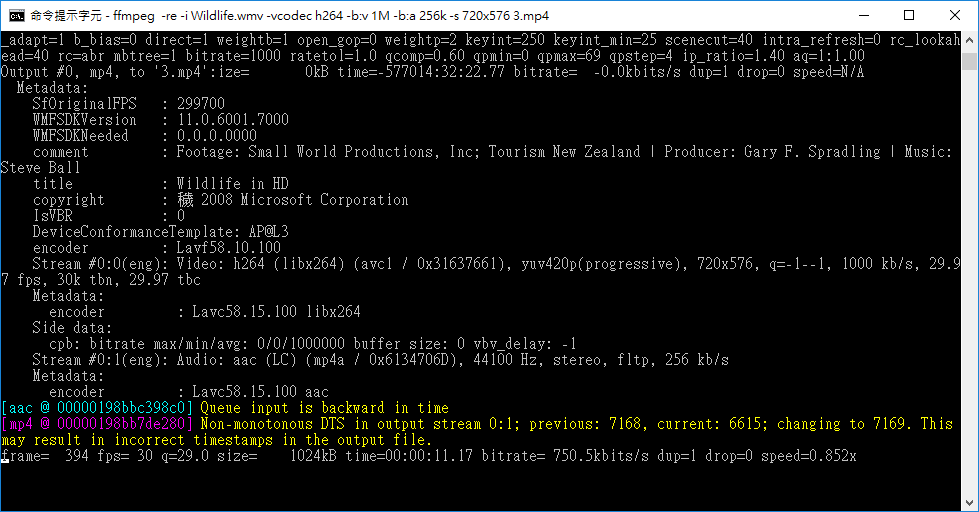 命令提示字元 - ffmpeg  -re -i Wildlife.wmv -vcodec h264 -b:v 1M -b:a 256k -s 720x576 3.mp4
_adapt=1 b_bias=0 direct=1 weightb=1 open_gop=0 weightp=2 keyint=250 keyint_min=25 scenecut=40 intra_refresh=0 rc_lookah
ead=40 rc=abr mbtree=1 bitrate=1000 ratetol=1.0 qcomp=0.60 qpmin=0 qpmax=69 qpstep=4 ip_ratio=1.40 aq=1:1.00
Output #0, mp4, to '3.mp4':ize=       0kB time=-577014:32:22.77 bitrate=  -0.0kbits/s dup=1 drop=0 speed=N/A
  Metadata:
    SfOriginalFPS   : 299700
    WMFSDKVersion   : 11.0.6001.7000
    WMFSDKNeeded    : 0.0.0.0000
    comment         : Footage: Small World Productions, Inc; Tourism New Zealand | Producer: Gary F. Spradling | Music:
Steve Ball
    title           : Wildlife in HD
    copyright       : 穢 2008 Microsoft Corporation
    IsVBR           : 0
    DeviceConformanceTemplate: AP@L3
    encoder         : Lavf58.10.100
    Stream #0:0(eng): Video: h264 (libx264) (avc1 / 0x31637661), yuv420p(progressive), 720x576, q=-1--1, 1000 kb/s, 29.9
7 fps, 30k tbn, 29.97 tbc
    Metadata:
      encoder         : Lavc58.15.100 libx264
    Side data:
      cpb: bitrate max/min/avg: 0/0/1000000 buffer size: 0 vbv_delay: -1
    Stream #0:1(eng): Audio: aac (LC) (mp4a / 0x6134706D), 44100 Hz, stereo, fltp, 256 kb/s
    Metadata:
      encoder         : Lavc58.15.100 aac
[aac @ 00000198bbc398c0] Queue input is backward in time
[mp4 @ 00000198bb7de280] Non-monotonous DTS in output stream 0:1; previous: 7168, current: 6615; changing to 7169. This
may result in incorrect timestamps in the output file.
frame=  394 fps= 30 q=29.0 size=    1024kB time=00:00:11.17 bitrate= 750.5kbits/s dup=1 drop=0 speed=0.852x